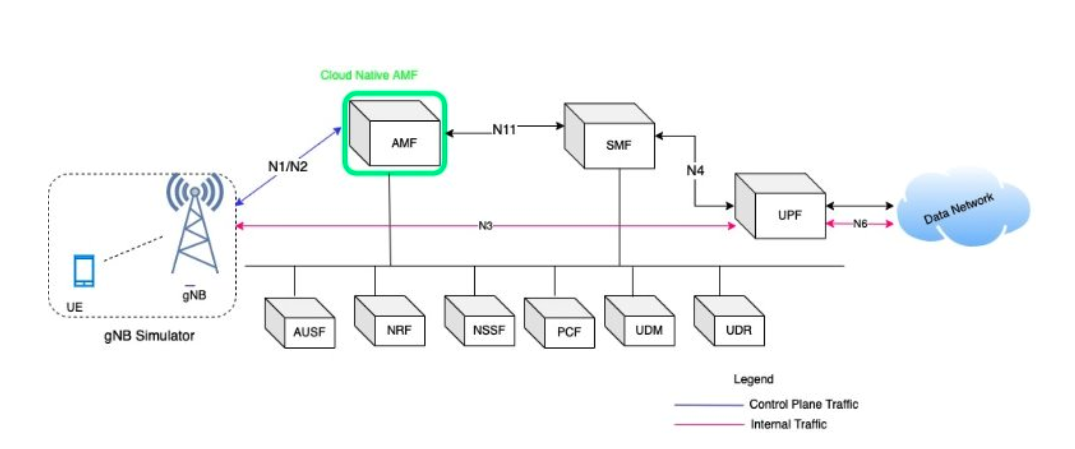 Cloud Native AMF
AMF
N11
SMF
N1/N2
N4
UPF
Data Network
N3
N6
UE
gNB
gNB Simulator
AUSF
NRF
NSSF
PCF
UDM
UDR
Legend
Control Plane Traffic
Internal Traffic